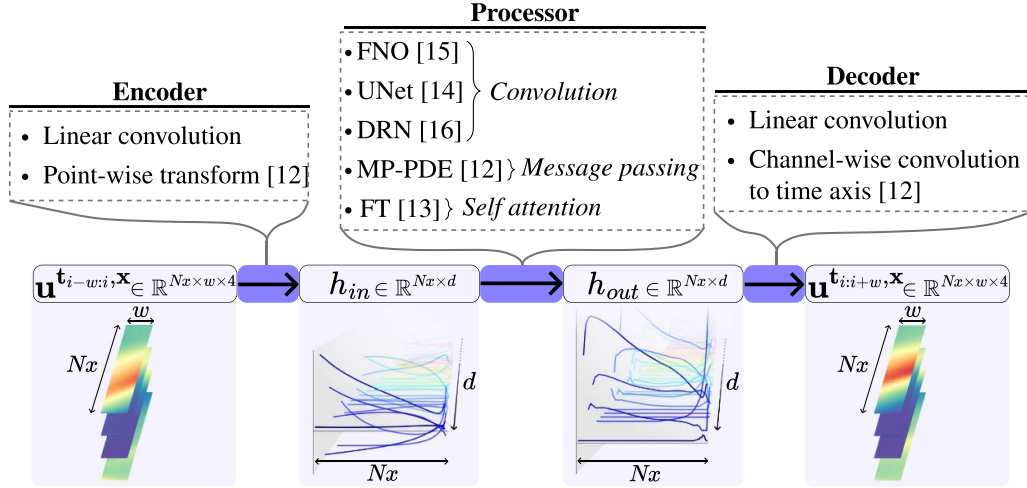 Processor
• FNO [15]
• UNet [14]
• DRN [16]
Convolution
• MP-PDE [12]} Message passing
• FT [13]} Self attention
Encoder
• Linear convolution
• Point-wise transform [12]
Decoder
• Linear convolution
• Channel-wise convolution
to time axis [12]
u^{t_{i−w:i},x} ∈ ℝ^{Nx×w×4}
h_{in} ∈ ℝ^{Nx×d}
h_{out} ∈ ℝ^{Nx×d}
u^{t_{i:i+w},x} ∈ ℝ^{Nx×w×4}
w
Nx
d
Nx
d
Nx
w
Nx